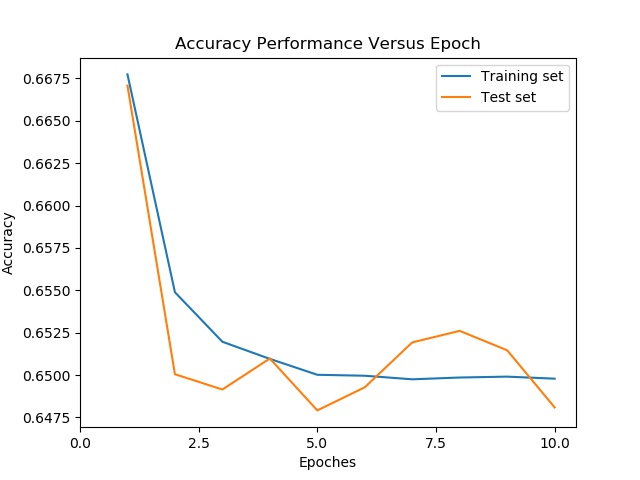 Accuracy Performance Versus Epoch
Training set
Test set
0.6675
0.6650
0.6625
0.6600
0.6575
0.6550
0.6525
0.6500
0.6475
Accuracy
0.0
2.5
5.0
7.5
10.0
Epoches